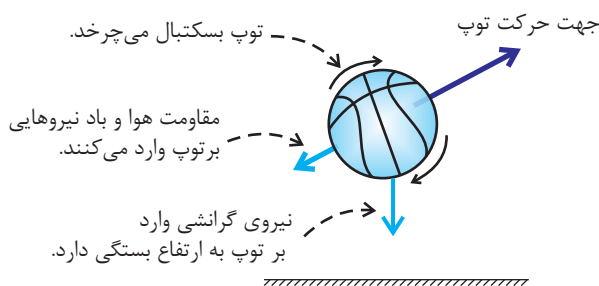 جهت حرکت توپ
توپ بسکتبال می‌چرخد.
مقاومت هوا و باد نیروهایی
برتوپ وارد می‌کنند.
نیروی گرانشی وارد
بر توپ به ارتفاع بستگی دارد.